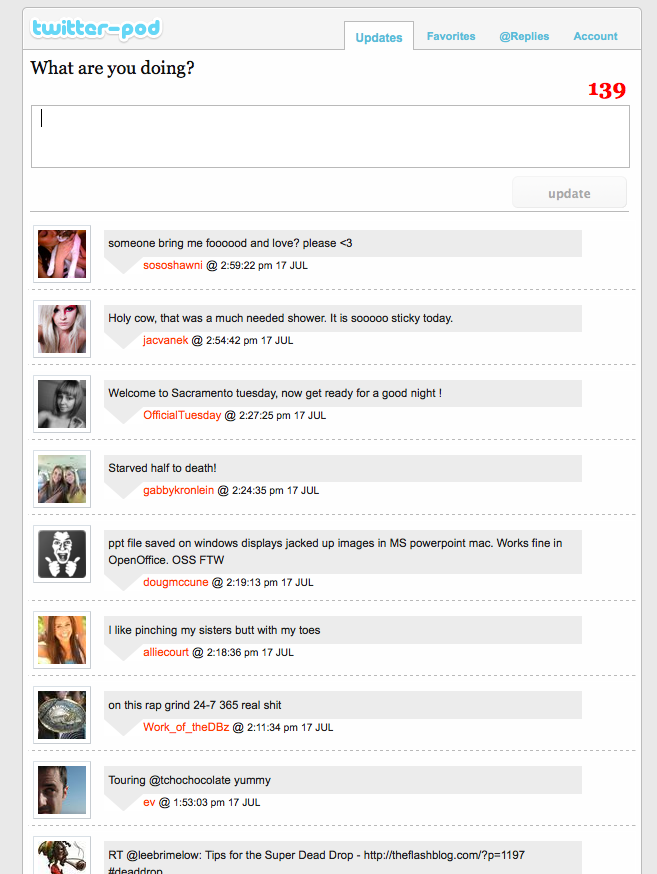 twitter-pod
Updates
Favorites
@Replies
Account
What are you doing?
139
update
someone bring me foooood and love? please <3
sososhawni @ 2:59:22 pm 17 JUL
Holy cow, that was a much needed shower. It is sooooo sticky today.
jacvanek @ 2:54:42 pm 17 JUL
Welcome to Sacramento tuesday, now get ready for a good night !
OfficialTuesday @ 2:27:25 pm 17 JUL
Starved half to death!
gabbykronlein @ 2:24:35 pm 17 JUL
ppt file saved on windows displays jacked up images in MS powerpoint mac. Works fine in
OpenOffice. OSS FTW
dougmccune @ 2:19:13 pm 17 JUL
I like pinching my sisters butt with my toes
alliecourt @ 2:18:36 pm 17 JUL
on this rap grind 24-7 365 real shit
Work_of_theDBz @ 2:11:34 pm 17 JUL
Touring @tchochocolate yummy
ev @ 1:53:03 pm 17 JUL
RT @leebrimelow: Tips for the Super Dead Drop - http://theflashblog.com/?p=1197
#deaddrop